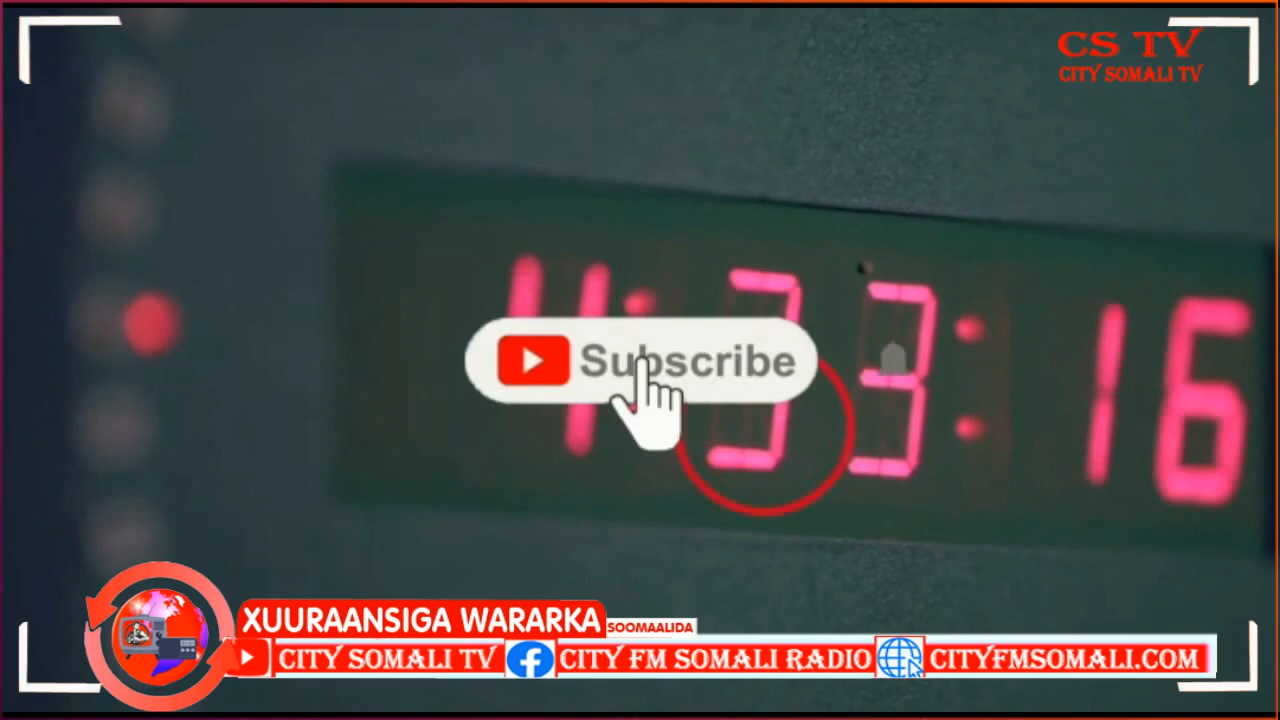 CS TV
CITY SOMALI TV
4:33:16
Subscribe
XUURAANSIGA WARARKA
SOOMAALIDA
CITY SOMALI TV CITY FM SOMALI RADIO CITYFMSOMALI.COM